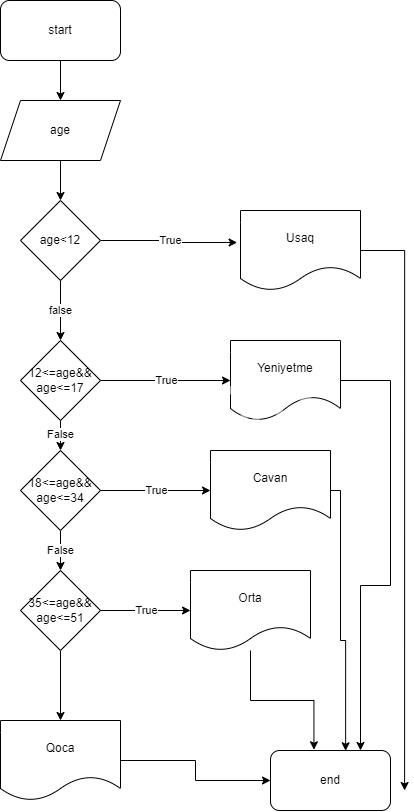 start
age
age<12
True
Usaq
false
12<=age&&
age<=17
True
Yeniyetme
False
18<=age&&
age<=34
True
Cavan
False
35<=age&&
age<=51
True
Orta
Qoca
end